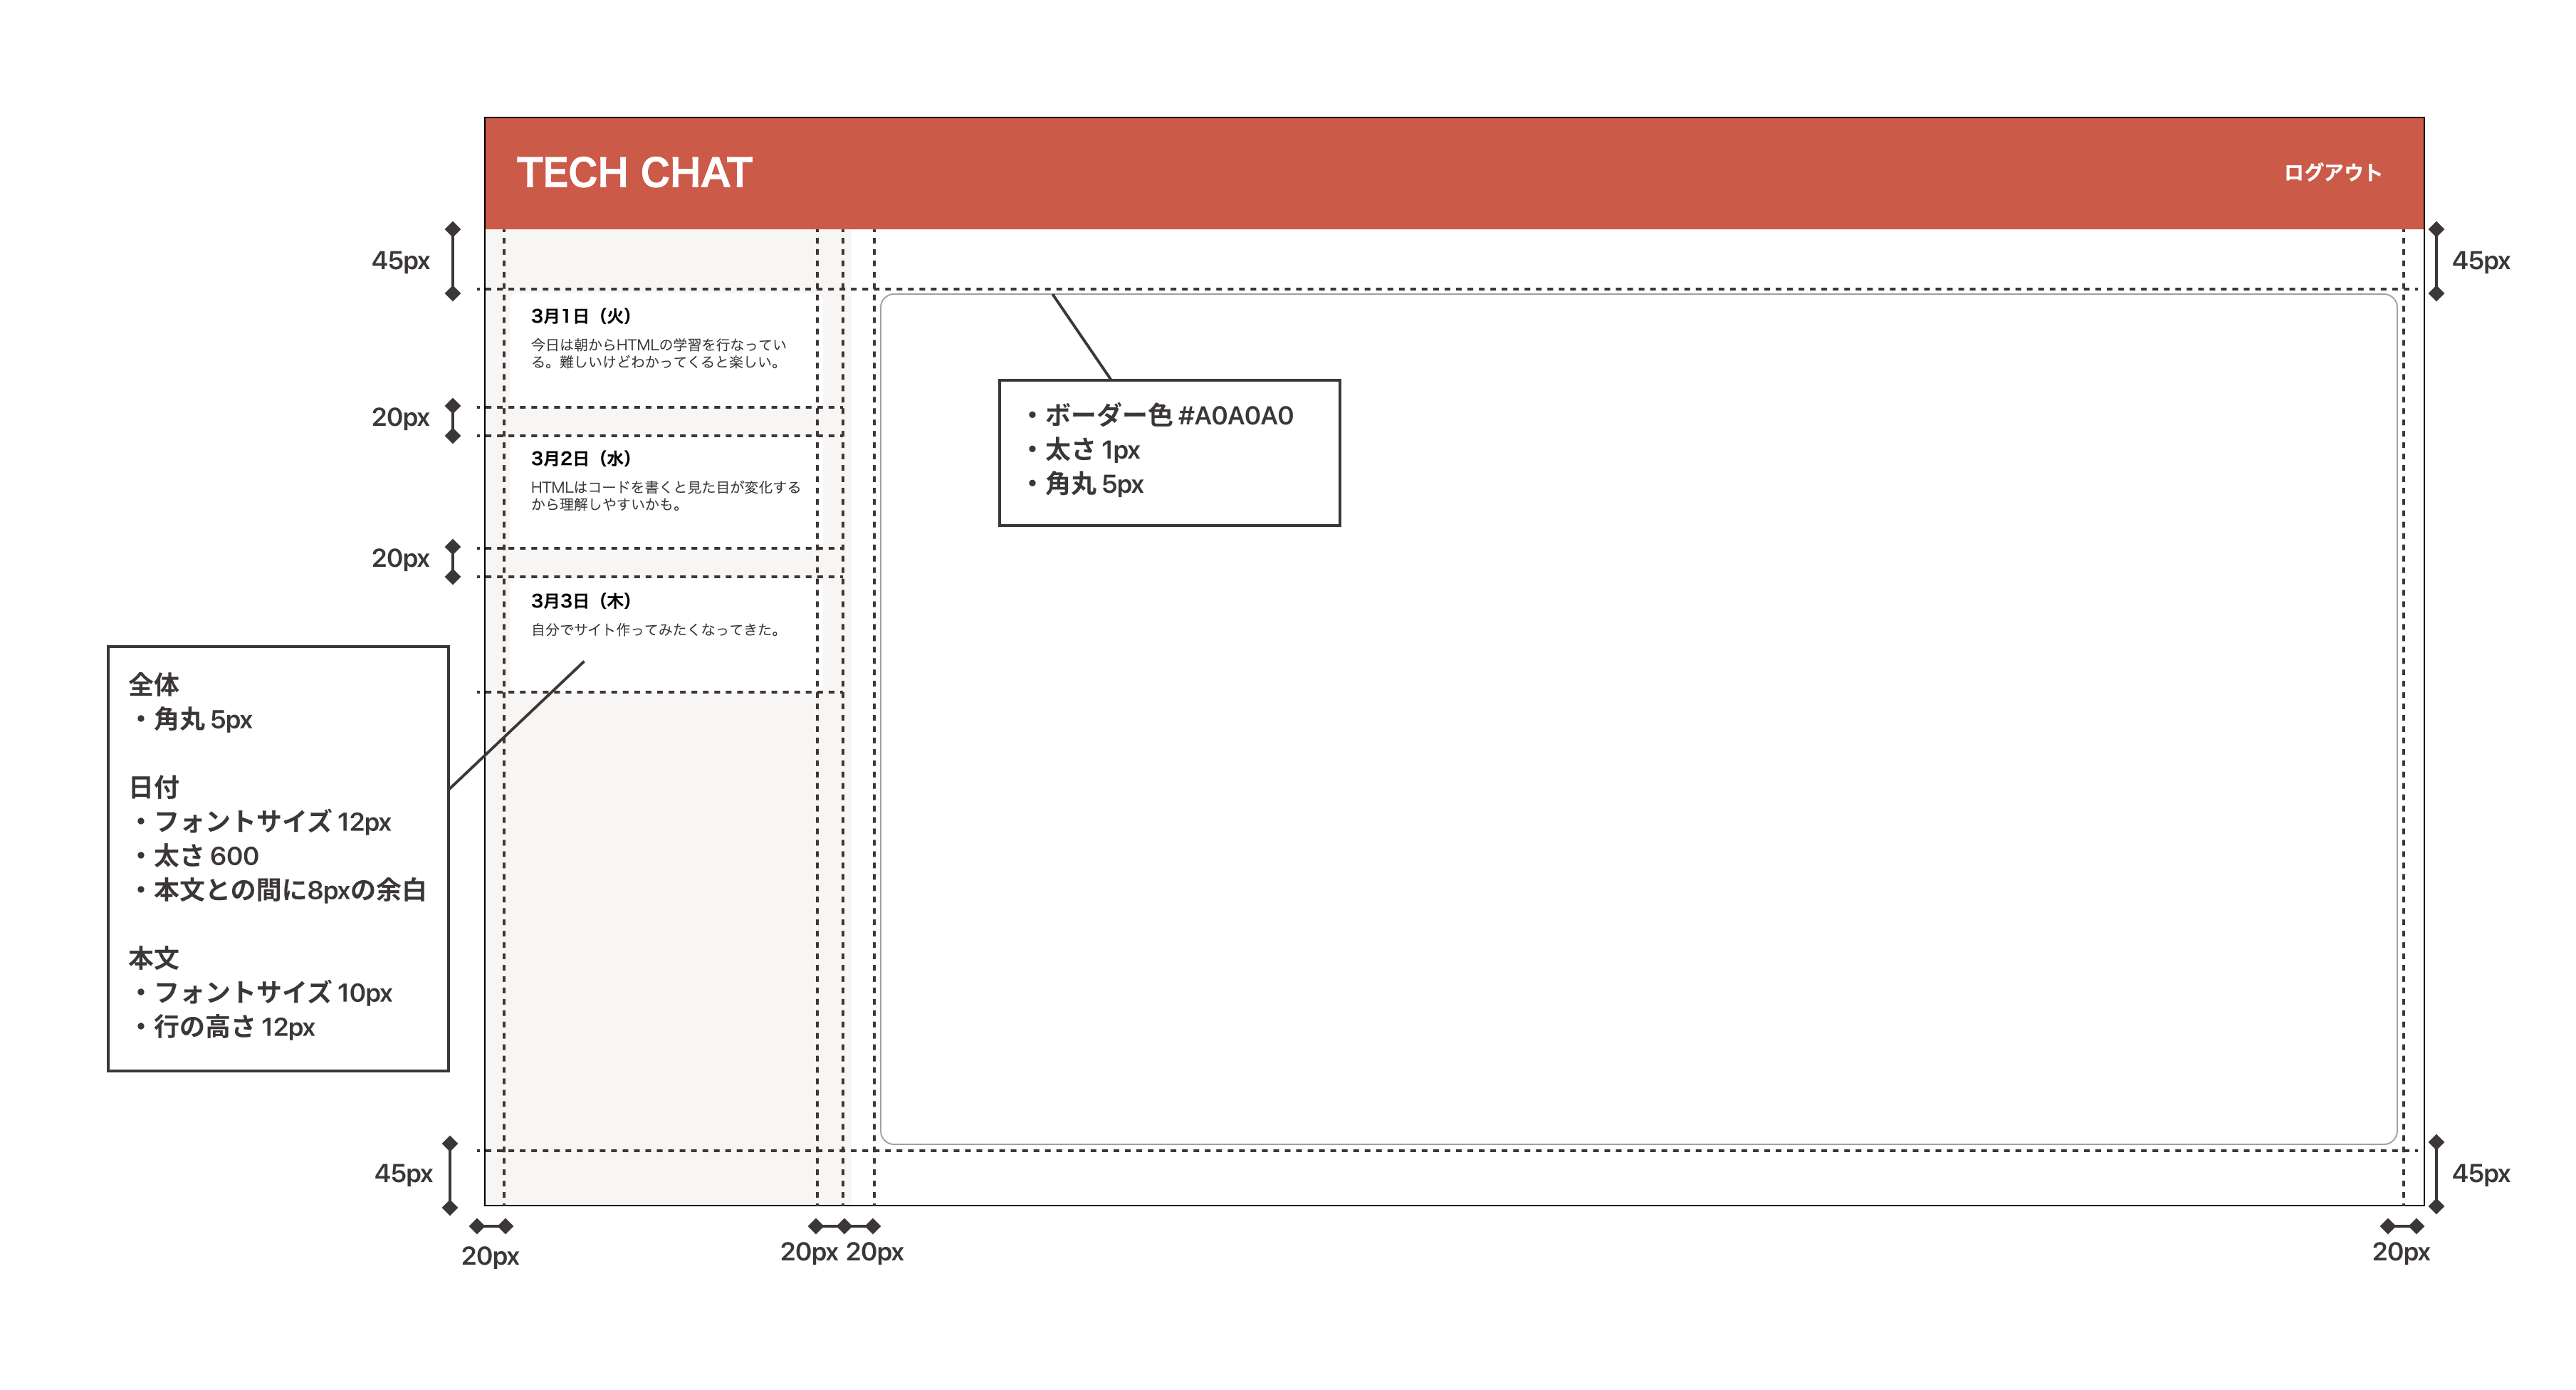 TECH CHAT
ログアウト
45px
45px
3月1日（火）
今日は朝からHTMLの学習を行なってい
る。難しいけどわかってくると楽しい。
・ボーダー色 #A0A0A0
・太さ 1px
・角丸 5px
20px
3月2日（水）
HTMLはコードを書くと見た目が変化する
から理解しやすいかも。
20px
3月3日（木）
自分でサイト作ってみたくなってきた。
全体
・角丸 5px
日付
・フォントサイズ 12px
・太さ 600
・本文との間に8pxの余白
本文
・フォントサイズ 10px
・行の高さ 12px
45px
45px
20px
20px
20px
20px